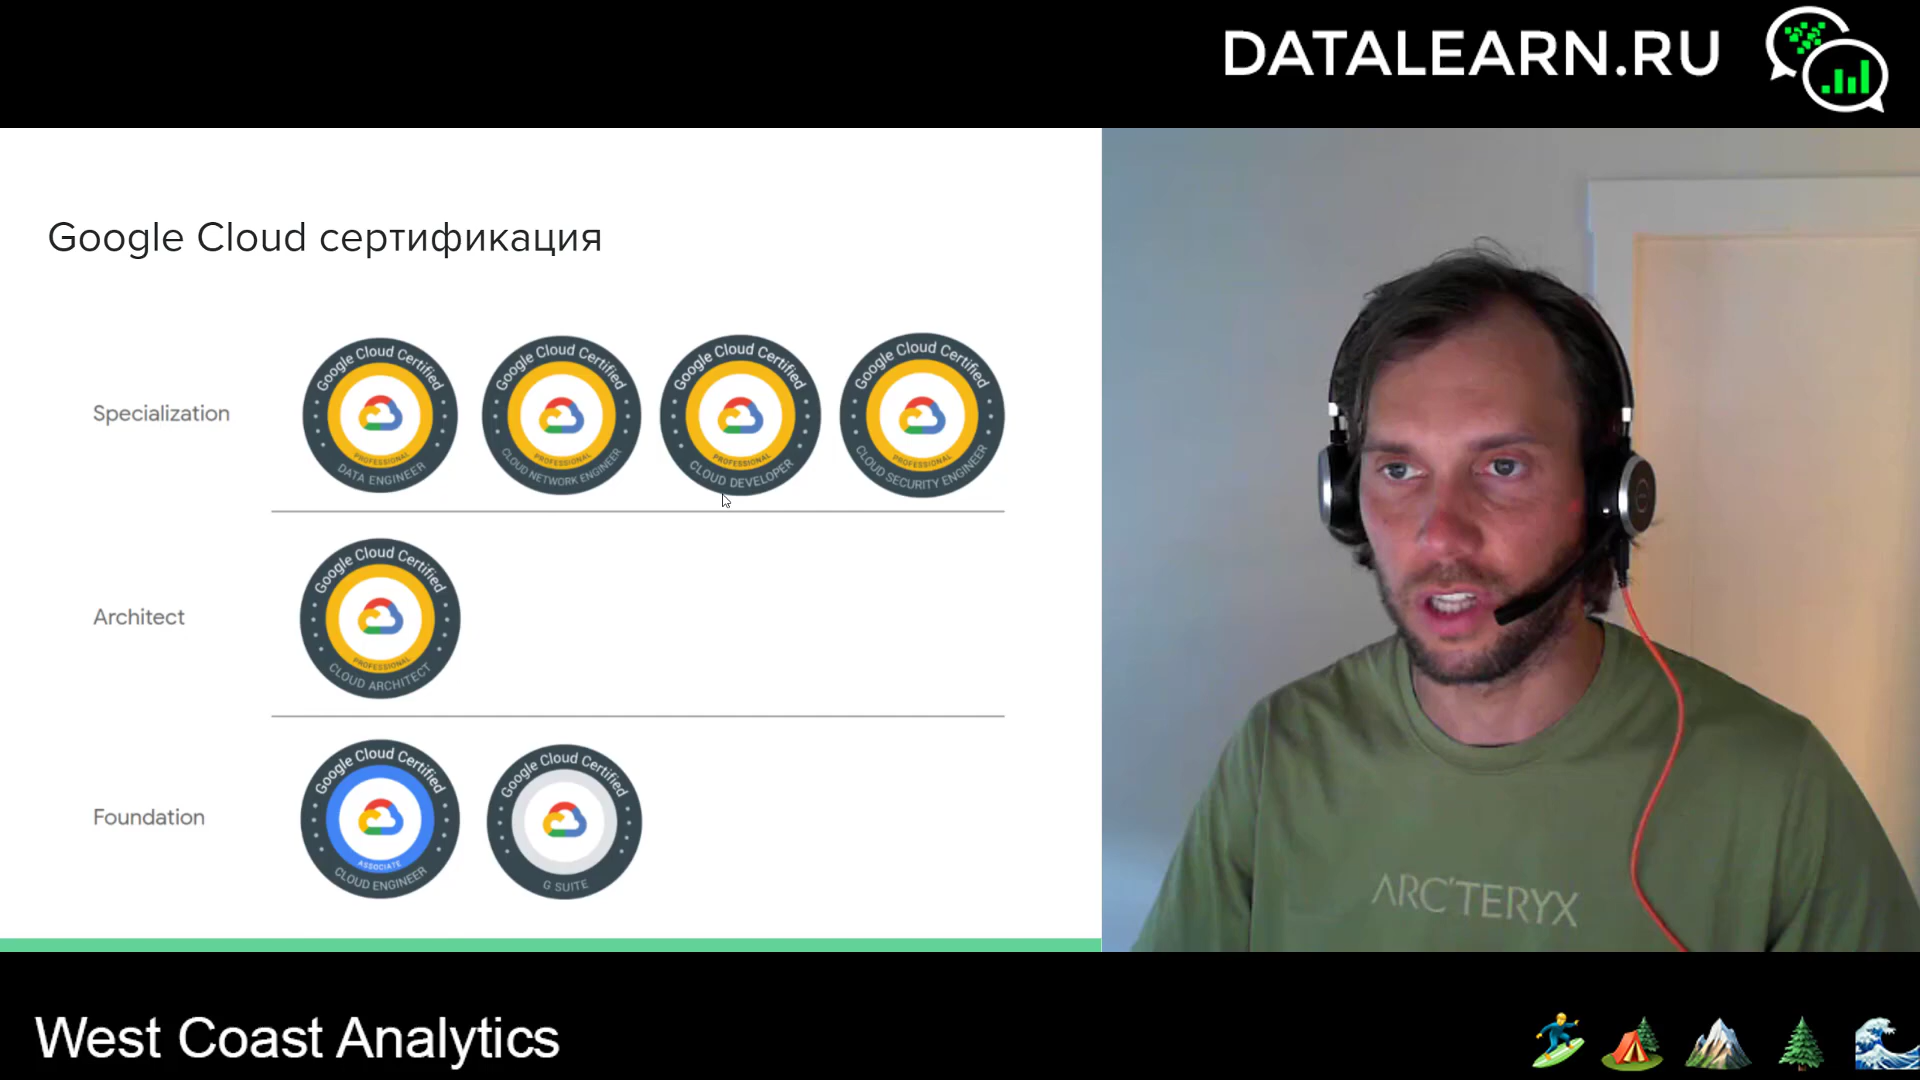 DATALEARN.RU
Google Cloud сертификация
Specialization
Google Cloud Certified
PROFESSIONAL
DATA ENGINEER
Google Cloud Certified
PROFESSIONAL
CLOUD NETWORK ENGINEER
Google Cloud Certified
PROFESSIONAL
CLOUD DEVELOPER
Google Cloud Certified
PROFESSIONAL
CLOUD SECURITY ENGINEER
Architect
Google Cloud Certified
PROFESSIONAL
CLOUD ARCHITECT
Foundation
Google Cloud Certified
ASSOCIATE
CLOUD ENGINEER
Google Cloud Certified
G SUITE
ARC'TERYX
West Coast Analytics